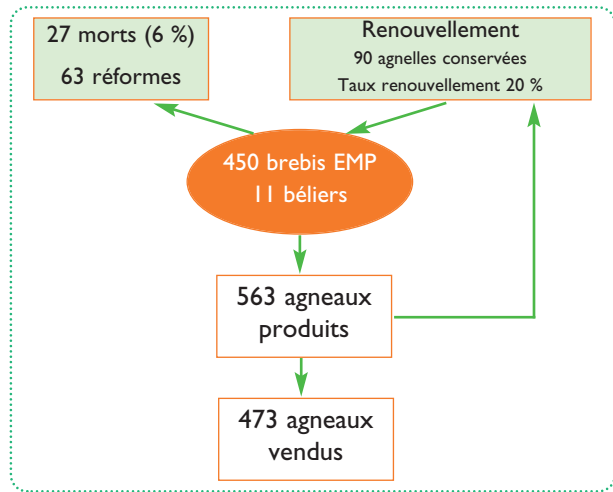 27 morts (6 %)
63 réformes
Renouvellement
90 agnelles conservées
Taux renouvellement 20 %
450 brebis EMP
11 béliers
563 agneaux
produits
473 agneaux
vendus